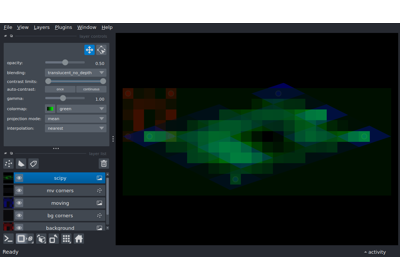 File View Layers Plugins Window Help
opacity: 0.50
blending: translucent_no_depth
contrast limits:
auto-contrast: once continuous
gamma: 1.00
colormap: green
projection mode: mean
interpolation: nearest
scipy
mv corners
moving
bg corners
background
Ready activity